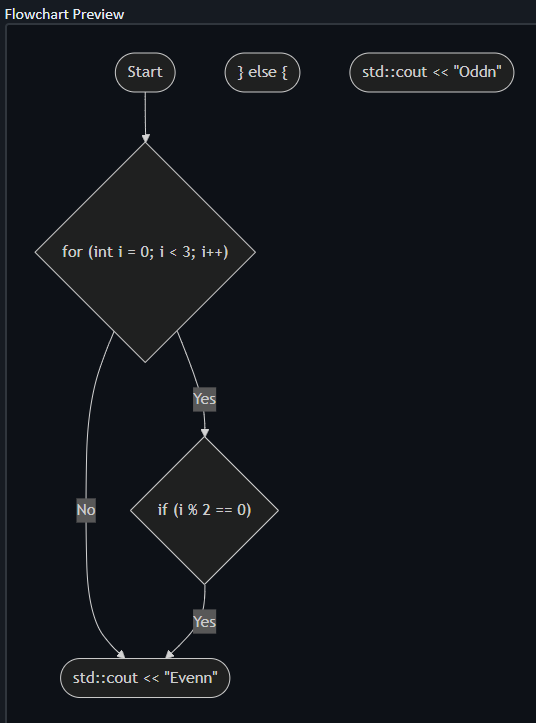 Flowchart Preview
Start
} else {
std::cout << "Oddn"
for (int i = 0; i < 3; i++)
Yes
if (i % 2 == 0)
No
Yes
std::cout << "Evenn"